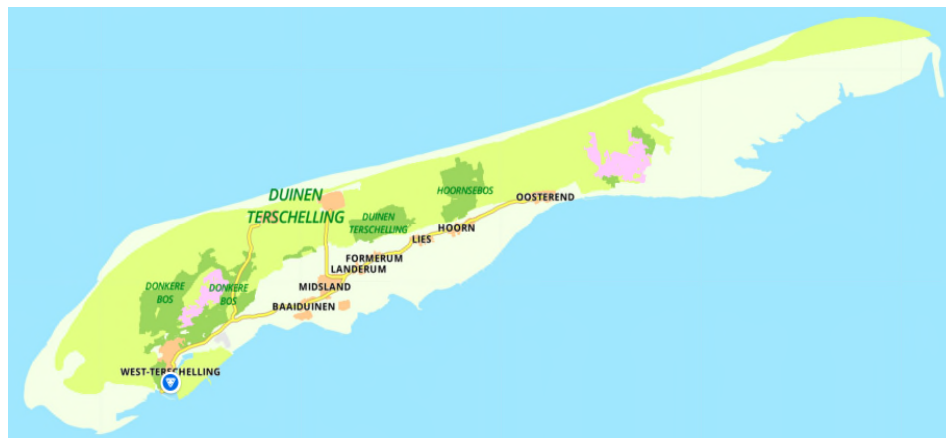 DUINEN
TERSCHELLING
HOORNSEBOS
OOSTEREND
DUINEN
TERSCHELLING
HOORN
LIES
FORMERUM
LANDERUM
MIDSLAND
BAAIDUINEN
DONKERE
BOS
DONKERE
BOS
WEST-TERSCHELLING